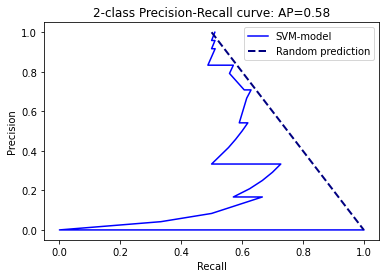 2-class Precision-Recall curve: AP=0.58
SVM-model
Random prediction
Precision
1.0
0.8
0.6
0.4
0.2
0.0
0.0 0.2 0.4 0.6 0.8 1.0
Recall